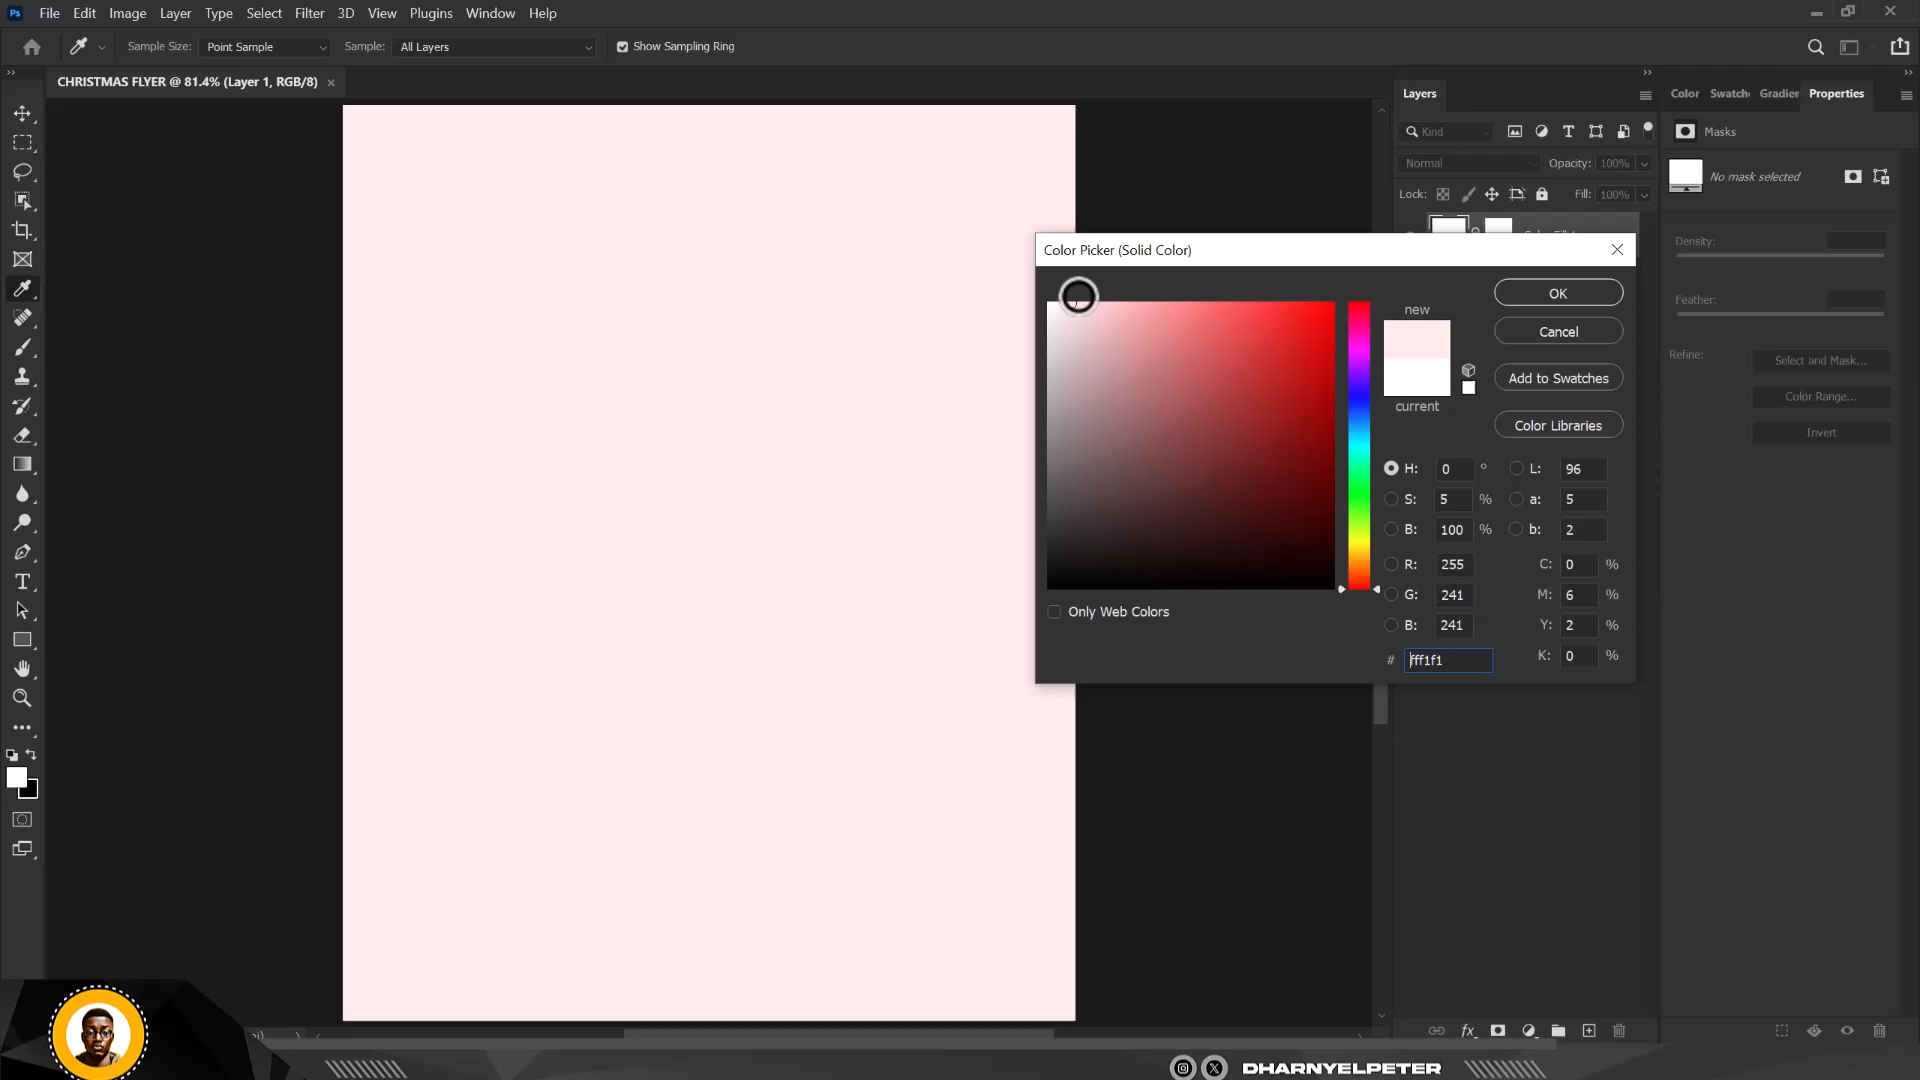 Ps File Edit Image Layer Type Select Filter 3D View Plugins Window Help
Sample Size: Point Sample Sample: All Layers Show Sampling Ring
CHRISTMAS FLYER @ 81.4% (Layer 1, RGB/8) ×
Layers
Color Swatch Gradier Properties
Kind
Masks
Normal Opacity: 100%
No mask selected
Lock: Fill: 100%
Density:
Feather:
Refine: Select and Mask...
Color Range...
Invert
Color Picker (Solid Color)
new
current
OK
Cancel
Add to Swatches
Color Libraries
H: 0 ° L: 96
S: 5 % a: 5
B: 100 % b: 2
R: 255 C: 0 %
G: 241 M: 6 %
B: 241 Y: 2 %
# fff1f1 K: 0 %
Only Web Colors
fx
DHARNYELPETER